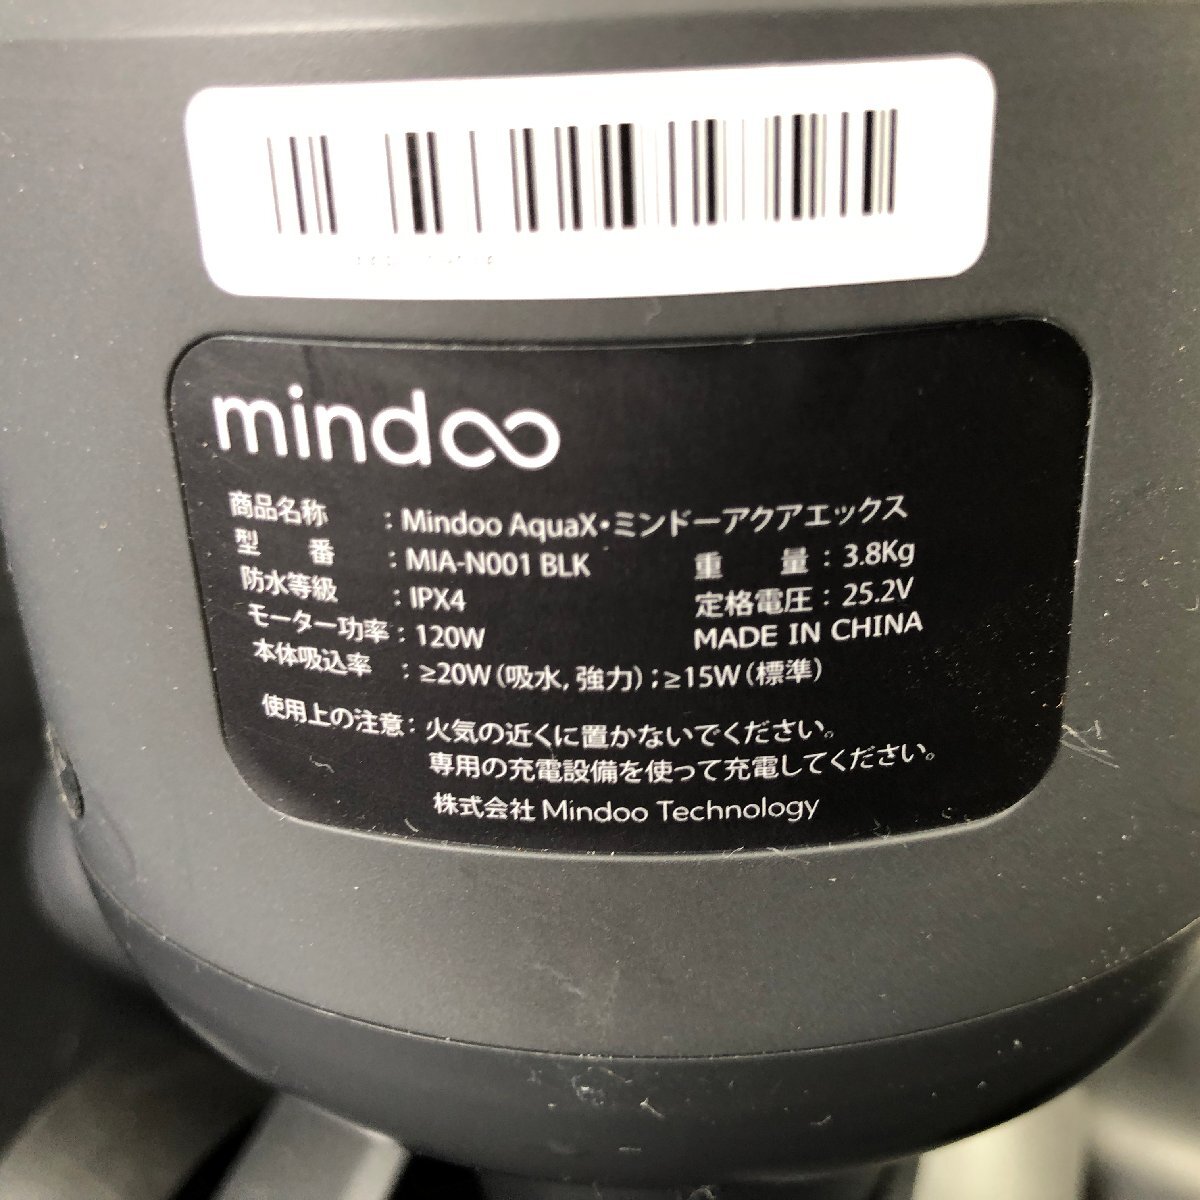 mindoo
商品名称 : Mindoo AquaX・ミンドーアクアエックス
型番 : MIA-N001 BLK 重量 : 3.8Kg
防水等級 : IPX4 定格電圧 : 25.2V
モーター功率 : 120W MADE IN CHINA
本体吸込率 : ≥20W(吸水,強力);≥15W(標準)
使用上の注意: 火気の近くに置かないでください。
専用の充電設備を使って充電してください。
株式会社 Mindoo Technology